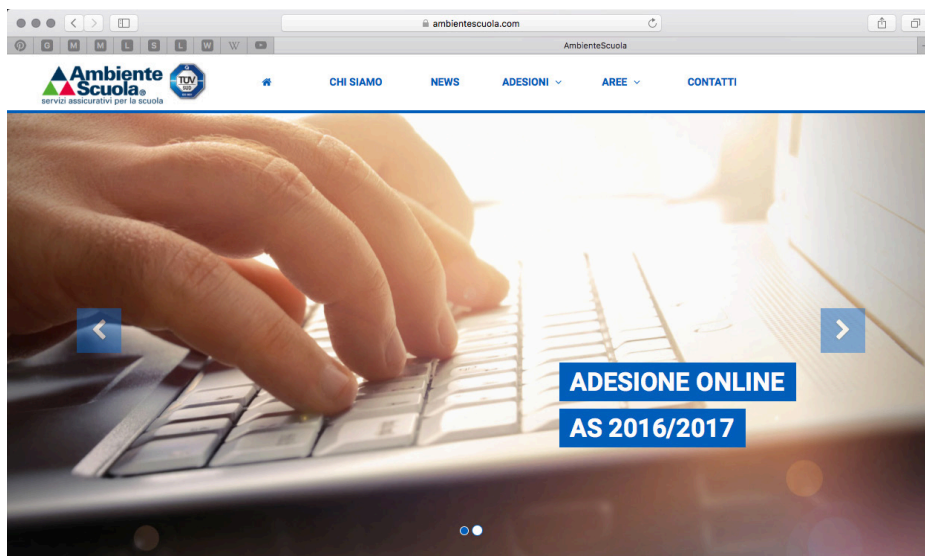 ambientescuola.com
G M M L S L W W
AmbienteScuola
Ambiente
Scuola®
servizi assicurativi per la scuola
TÜV
SÜD
CHI SIAMO NEWS ADESIONI AREE CONTATTI
ADESIONE ONLINE
AS 2016/2017